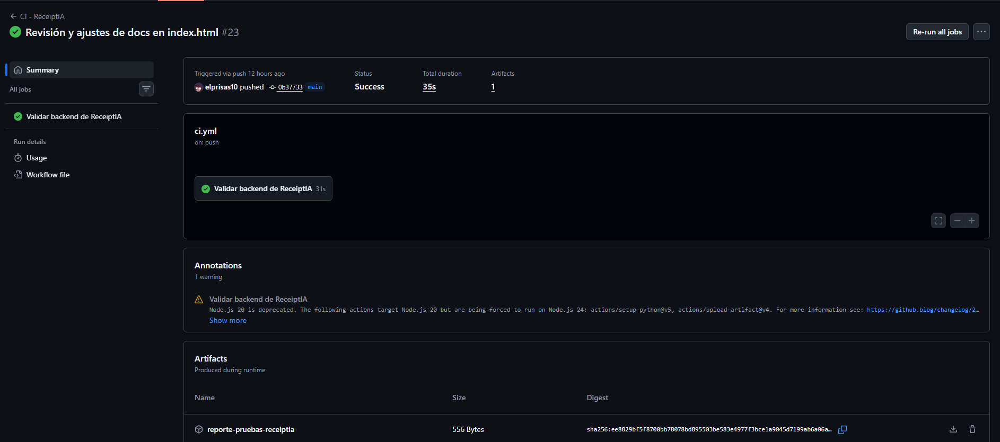 CI - ReceiptIA
Revisión y ajustes de docs en index.html #23
Re-run all jobs
Summary
All jobs
Validar backend de ReceiptIA
Run details
Usage
Workflow file
Triggered via push 12 hours ago
elprisas10 pushed 0b37733 main
Status
Success
Total duration
35s
Artifacts
1
ci.yml
on: push
Validar backend de ReceiptIA 31s
Annotations
1 warning
Validar backend de ReceiptIA
Node.js 20 is deprecated. The following actions target Node.js 20 but are being forced to run on Node.js 24: actions/setup-python@v5, actions/upload-artifact@v4. For more information see: https://github.blog/changelog/2…
Show more
Artifacts
Produced during runtime
Name Size Digest
reporte-pruebas-receiptia 556 Bytes sha256:ee8829bf5f8700bb78078bd895503be583e4977f3bce1a9045d7199ab6a06a…